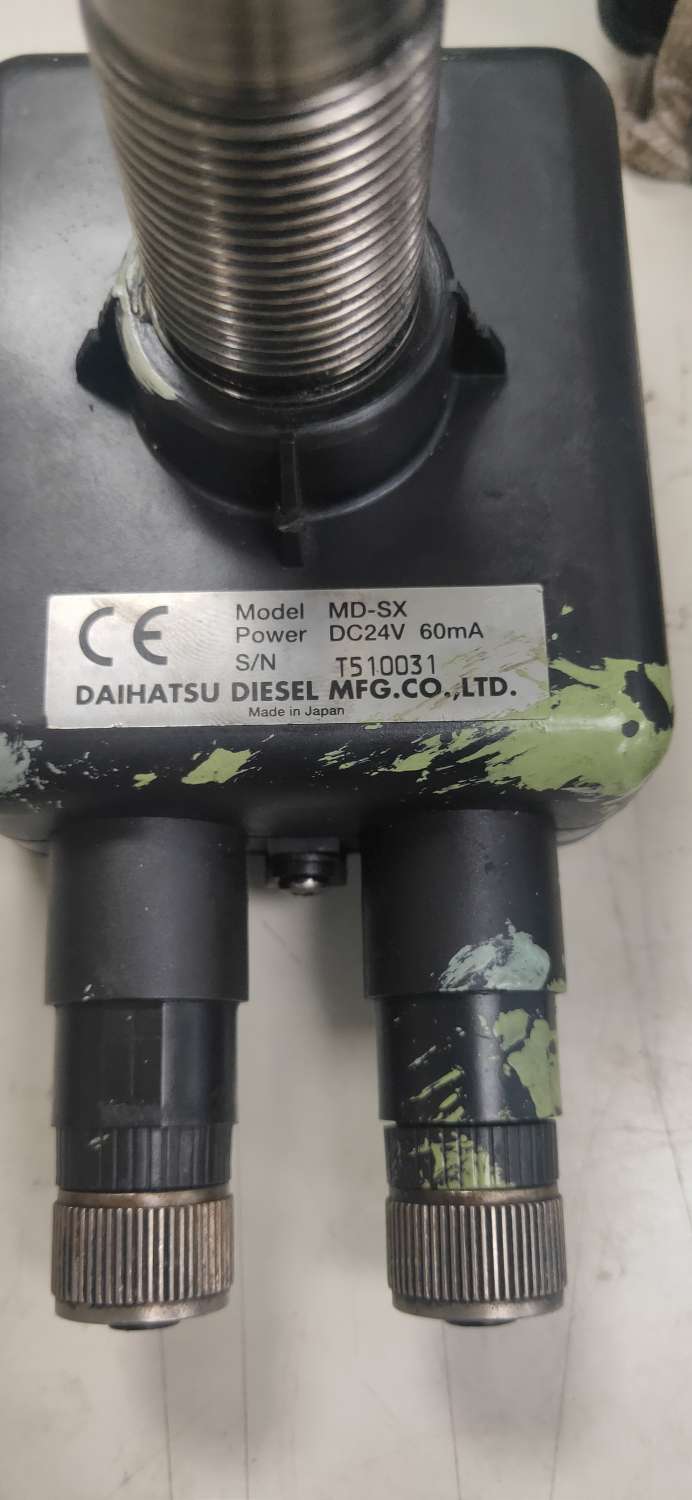 CE
Model MD-SX
Power DC24V 60mA
S/N T510031
DAIHATSU DIESEL MFG.CO.,LTD.
Made in Japan